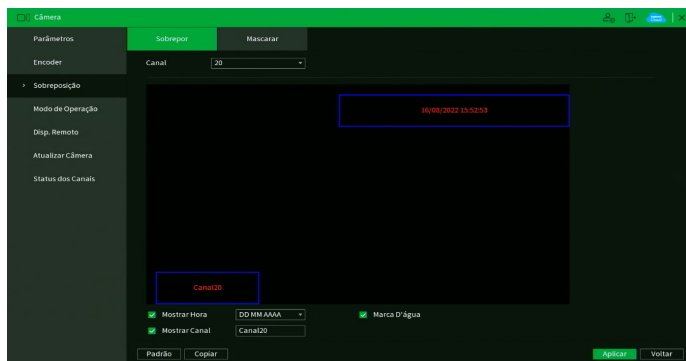 Câmera
Parâmetros
Sobrepor Mascarar
Encoder
Canal 20
> Sobreposição
Modo de Operação
16/08/2022 15:52:53
Disp. Remoto
Atualizar Câmera
Status dos Canais
Canal20
Mostrar Hora DD MM AAAA Marca D'água
Mostrar Canal Canal20
Padrão Copiar Aplicar Voltar